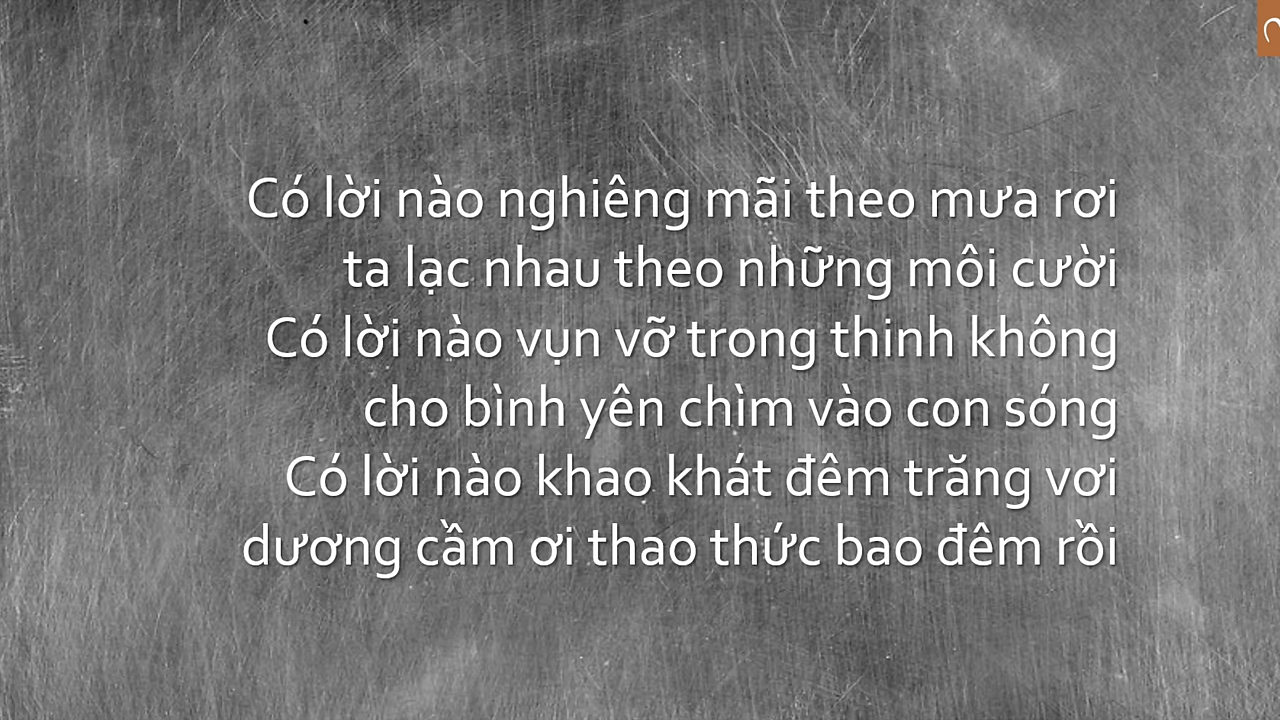 Có lời nào nghiêng mãi theo mưa rơi
ta lạc nhau theo những môi cười
Có lời nào vụn vỡ trong thinh không
cho bình yên chìm vào con sóng
Có lời nào khao khát đêm trăng vơi
dương cầm ơi thao thức bao đêm rồi